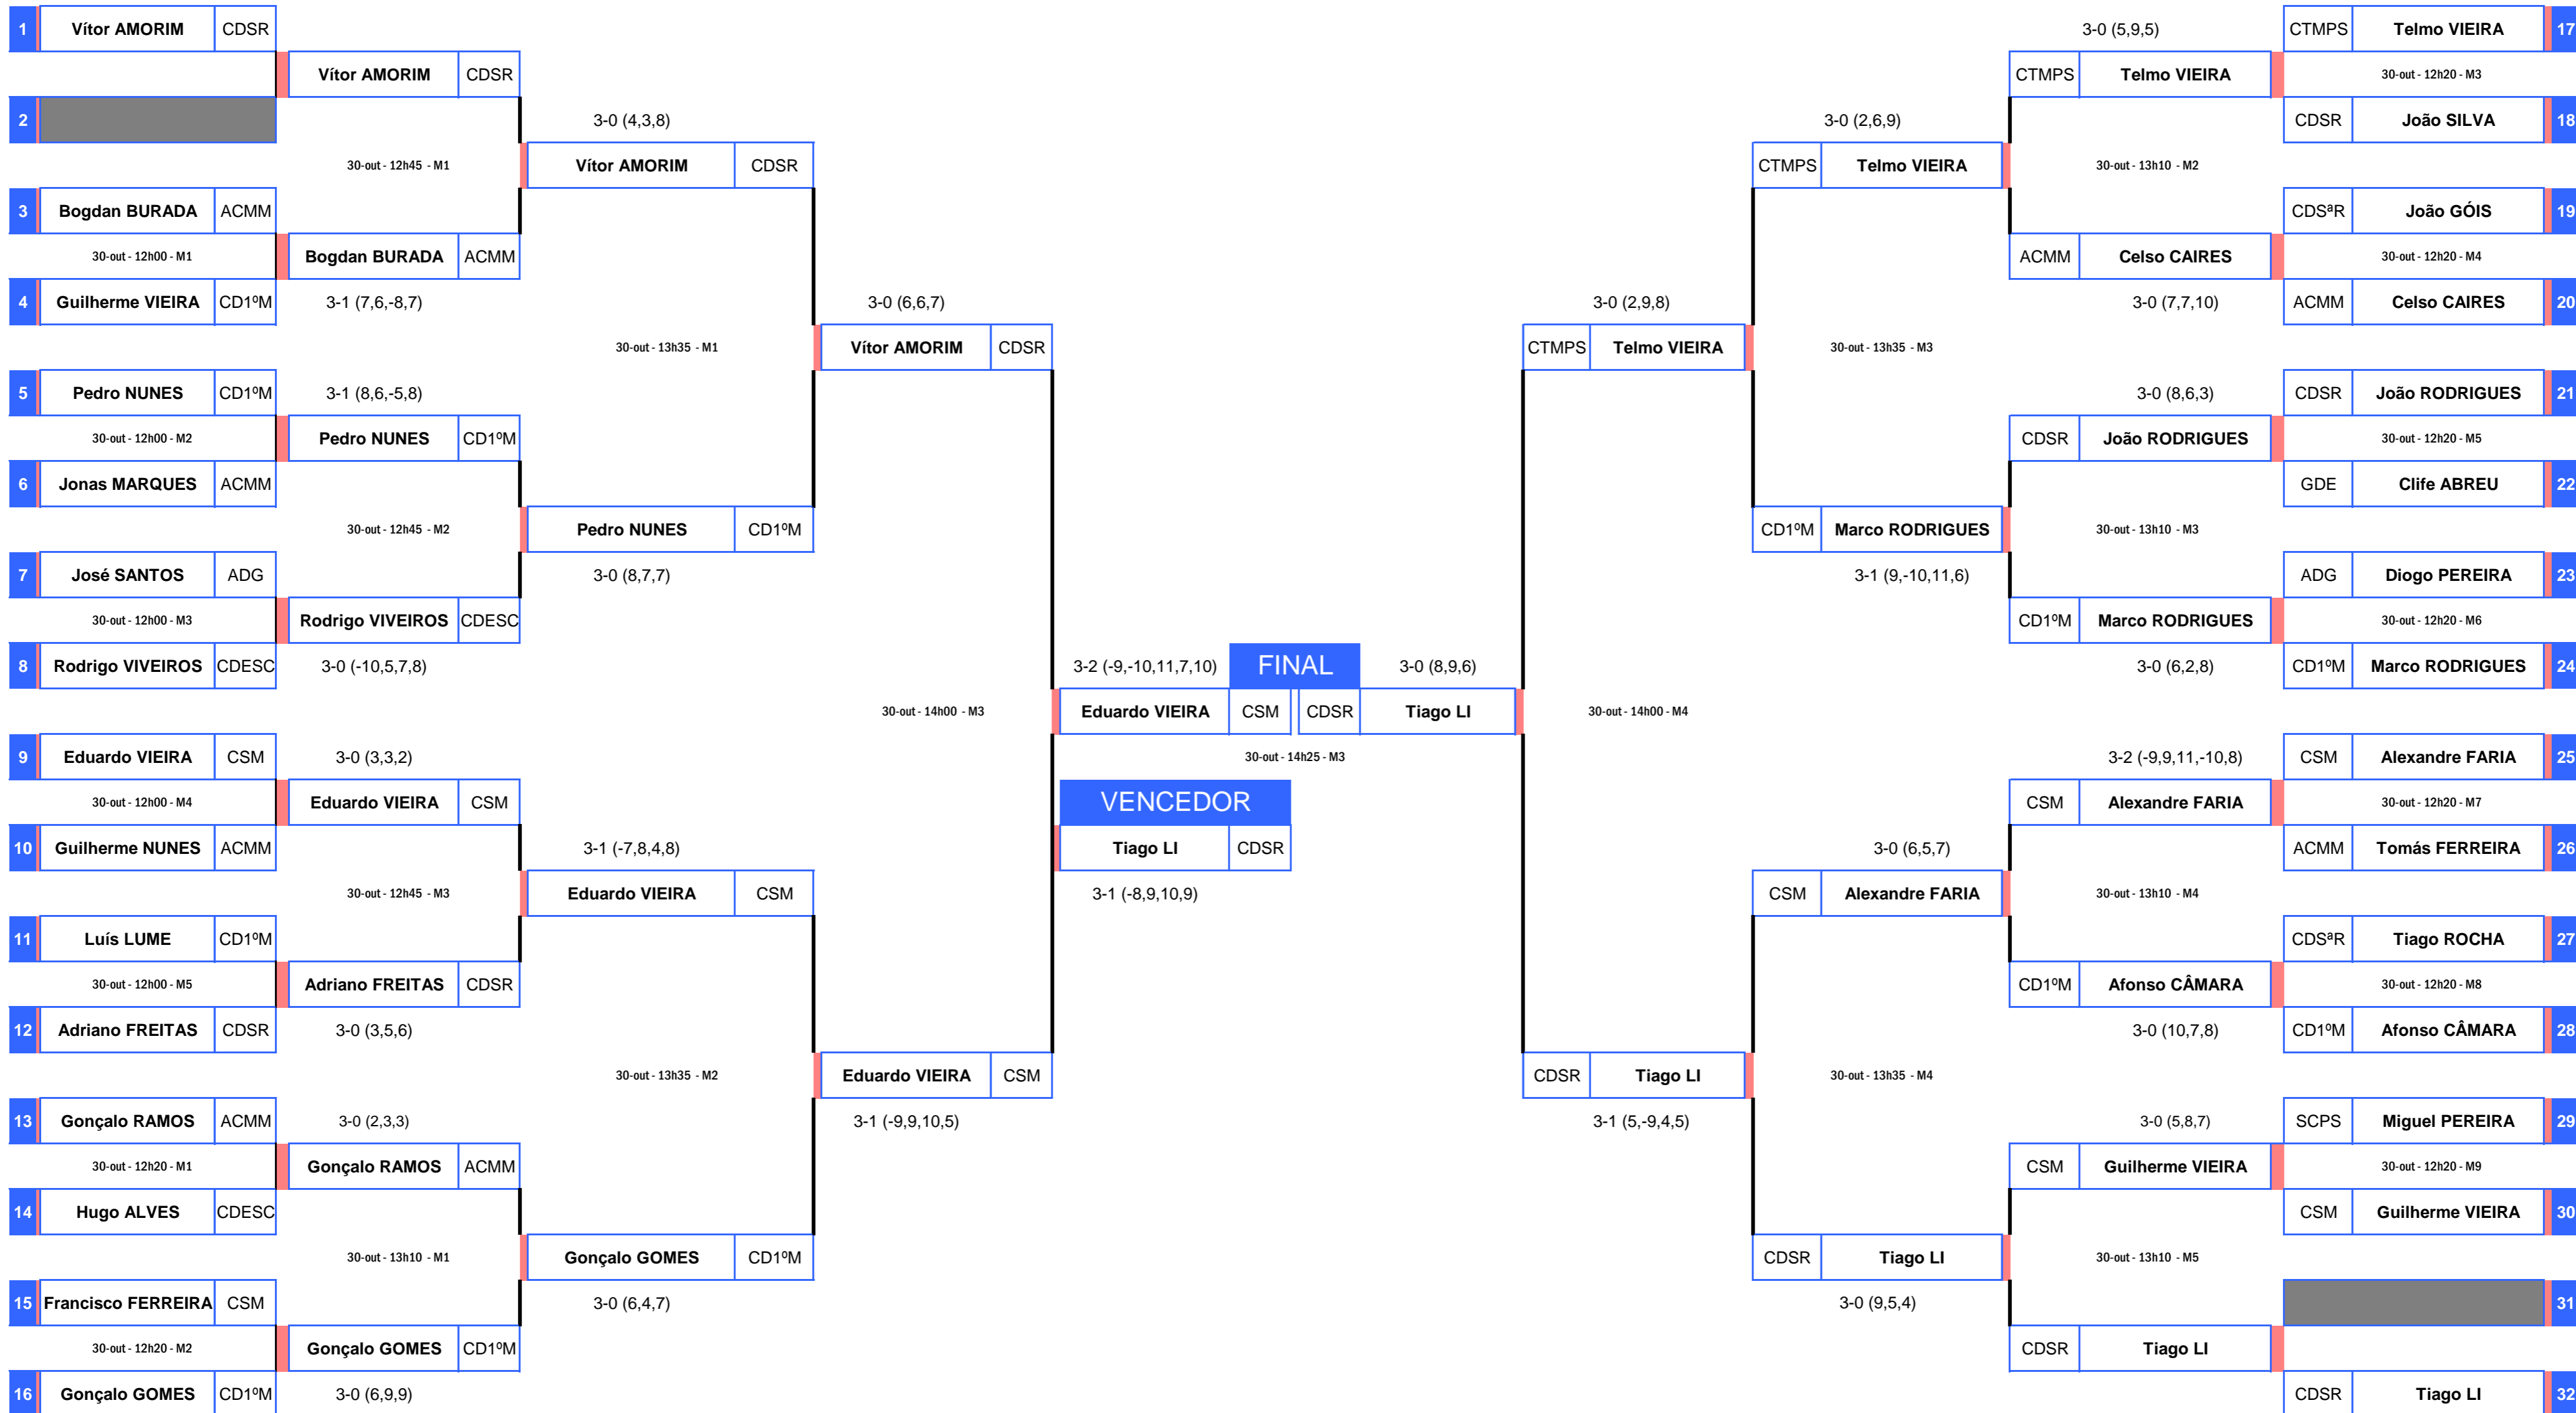 1 Vítor AMORIM CDSR 3-0 (5,9,5) CTMPS Telmo VIEIRA 17
Vítor AMORIM CDSR CTMPS Telmo VIEIRA 30-out - 12h20 - M3
2 3-0 (4,3,8) 3-0 (2,6,9) CDSR João SILVA 18
30-out - 12h45 - M1 Vítor AMORIM CDSR CTMPS Telmo VIEIRA 30-out - 13h10 - M2
3 Bogdan BURADA ACMM CDSªR João GÓIS 19
30-out - 12h00 - M1 Bogdan BURADA ACMM ACMM Celso CAIRES 30-out - 12h20 - M4
4 Guilherme VIEIRA CD1ºM 3-1 (7,6,-8,7) 3-0 (6,6,7) 3-0 (2,9,8) 3-0 (7,7,10) ACMM Celso CAIRES 20
30-out - 13h35 - M1 Vítor AMORIM CDSR CTMPS Telmo VIEIRA 30-out - 13h35 - M3
5 Pedro NUNES CD1ºM 3-1 (8,6,-5,8) 3-0 (8,6,3) CDSR João RODRIGUES 21
30-out - 12h00 - M2 Pedro NUNES CD1ºM CDSR João RODRIGUES 30-out - 12h20 - M5
6 Jonas MARQUES ACMM GDE Clife ABREU 22
30-out - 12h45 - M2 Pedro NUNES CD1ºM CD1ºM Marco RODRIGUES 30-out - 13h10 - M3
7 José SANTOS ADG 3-0 (8,7,7) 3-1 (9,-10,11,6) ADG Diogo PEREIRA 23
30-out - 12h00 - M3 Rodrigo VIVEIROS CDESC CD1ºM Marco RODRIGUES 30-out - 12h20 - M6
8 Rodrigo VIVEIROS CDESC 3-0 (-10,5,7,8) 3-2 (-9,-10,11,7,10) FINAL 3-0 (8,9,6) 3-0 (6,2,8) CD1ºM Marco RODRIGUES 24
30-out - 14h00 - M3 Eduardo VIEIRA CSM CDSR Tiago LI 30-out - 14h00 - M4
9 Eduardo VIEIRA CSM 3-0 (3,3,2) 30-out - 14h25 - M3 3-2 (-9,9,11,-10,8) CSM Alexandre FARIA 25
30-out - 12h00 - M4 Eduardo VIEIRA CSM VENCEDOR CSM Alexandre FARIA 30-out - 12h20 - M7
10 Guilherme NUNES ACMM 3-1 (-7,8,4,8) Tiago LI CDSR 3-0 (6,5,7) ACMM Tomás FERREIRA 26
30-out - 12h45 - M3 Eduardo VIEIRA CSM 3-1 (-8,9,10,9) CSM Alexandre FARIA 30-out - 13h10 - M4
11 Luís LUME CD1ºM CDSªR Tiago ROCHA 27
30-out - 12h00 - M5 Adriano FREITAS CDSR CD1ºM Afonso CÂMARA 30-out - 12h20 - M8
12 Adriano FREITAS CDSR 3-0 (3,5,6) 3-0 (10,7,8) CD1ºM Afonso CÂMARA 28
30-out - 13h35 - M2 Eduardo VIEIRA CSM CDSR Tiago LI 30-out - 13h35 - M4
13 Gonçalo RAMOS ACMM 3-0 (2,3,3) 3-1 (-9,9,10,5) 3-1 (5,-9,4,5) 3-0 (5,8,7) SCPS Miguel PEREIRA 29
30-out - 12h20 - M1 Gonçalo RAMOS ACMM CSM Guilherme VIEIRA 30-out - 12h20 - M9
14 Hugo ALVES CDESC CSM Guilherme VIEIRA 30
30-out - 13h10 - M1 Gonçalo GOMES CD1ºM CDSR Tiago LI 30-out - 13h10 - M5
15 Francisco FERREIRA CSM 3-0 (6,4,7) 3-0 (9,5,4) 31
30-out - 12h20 - M2 Gonçalo GOMES CD1ºM CDSR Tiago LI
16 Gonçalo GOMES CD1ºM 3-0 (6,9,9) CDSR Tiago LI 32